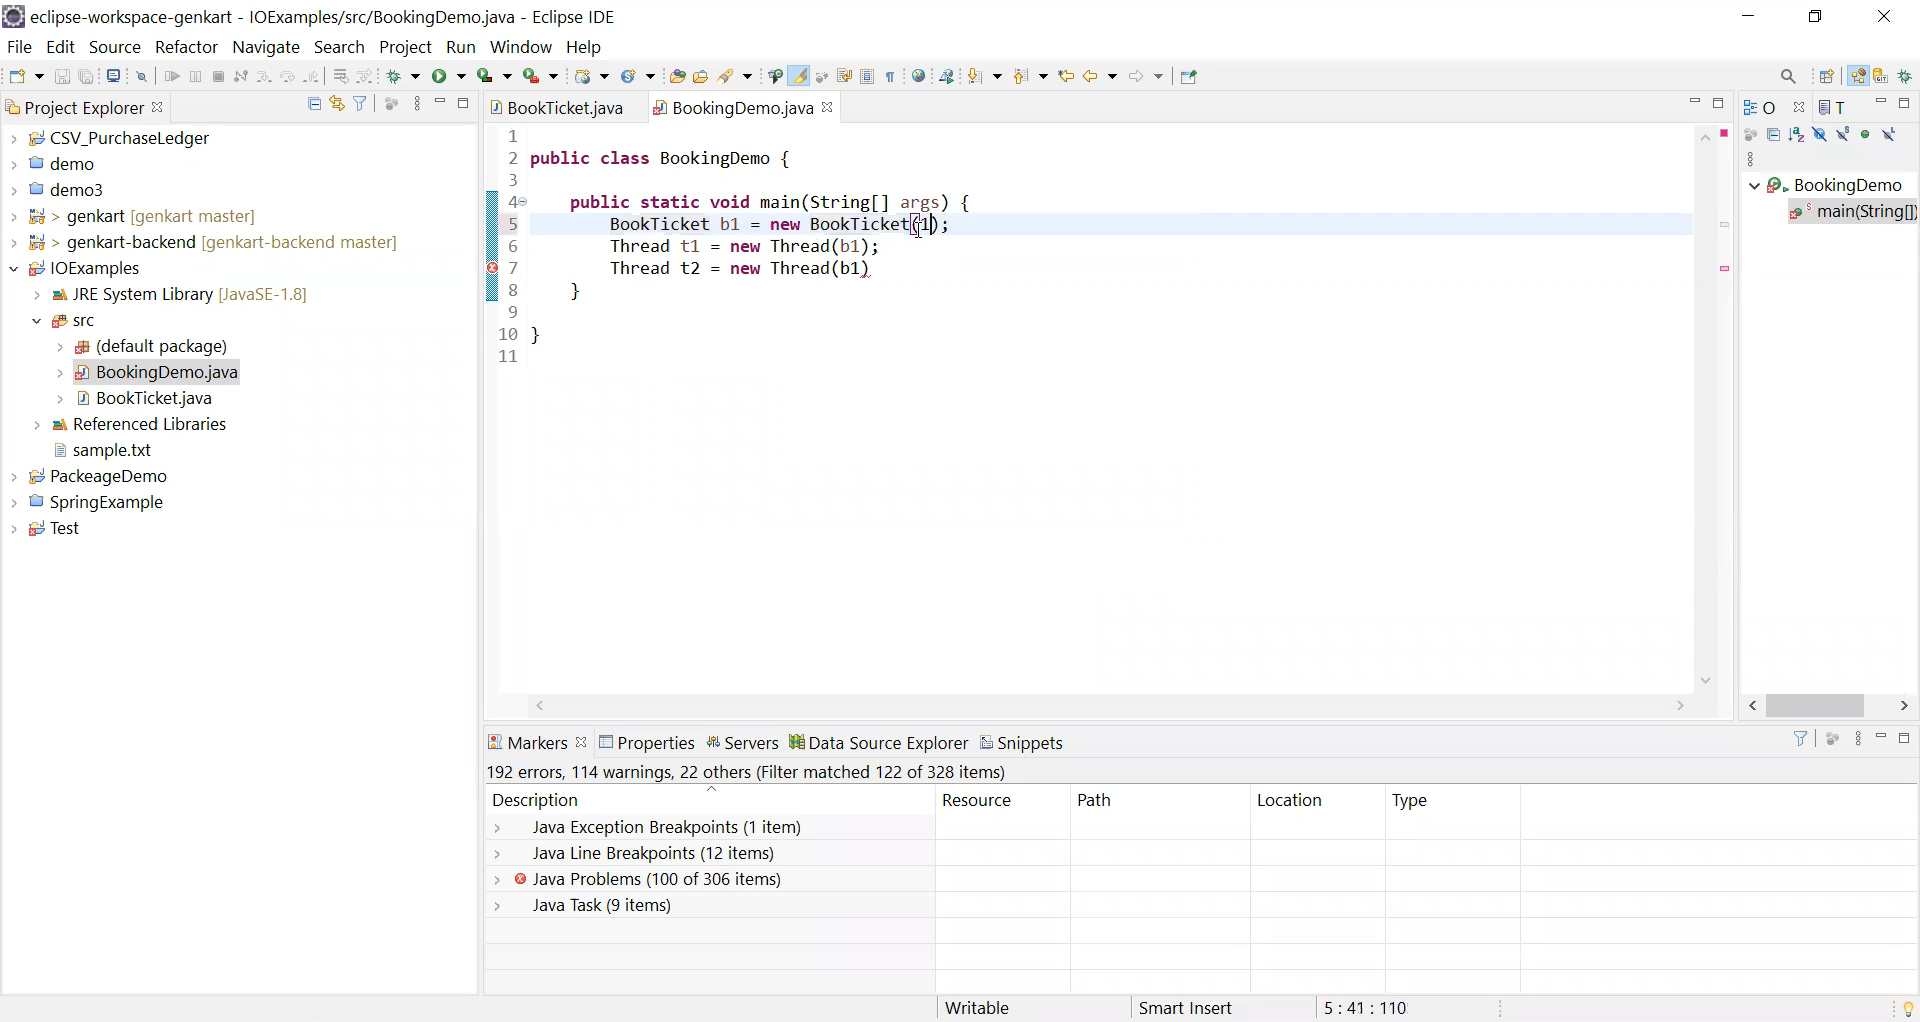 eclipse-workspace-genkart - IOExamples/src/BookingDemo.java - Eclipse IDE
File Edit Source Refactor Navigate Search Project Run Window Help
Project Explorer
CSV_PurchaseLedger
demo
demo3
> genkart [genkart master]
> genkart-backend [genkart-backend master]
IOExamples
JRE System Library [JavaSE-1.8]
src
(default package)
BookingDemo.java
BookTicket.java
Referenced Libraries
sample.txt
PackeageDemo
SpringExample
Test
BookTicket.java BookingDemo.java
1
2 public class BookingDemo {
3
4 public static void main(String[] args) {
5 BookTicket b1 = new BookTicket(1);
6 Thread t1 = new Thread(b1);
7 Thread t2 = new Thread(b1)
8 }
9
10 }
11
O T
BookingDemo
main(String[])
Markers Properties Servers Data Source Explorer Snippets
192 errors, 114 warnings, 22 others (Filter matched 122 of 328 items)
Description Resource Path Location Type
Java Exception Breakpoints (1 item)
Java Line Breakpoints (12 items)
Java Problems (100 of 306 items)
Java Task (9 items)
Writable Smart Insert 5 : 41 : 110